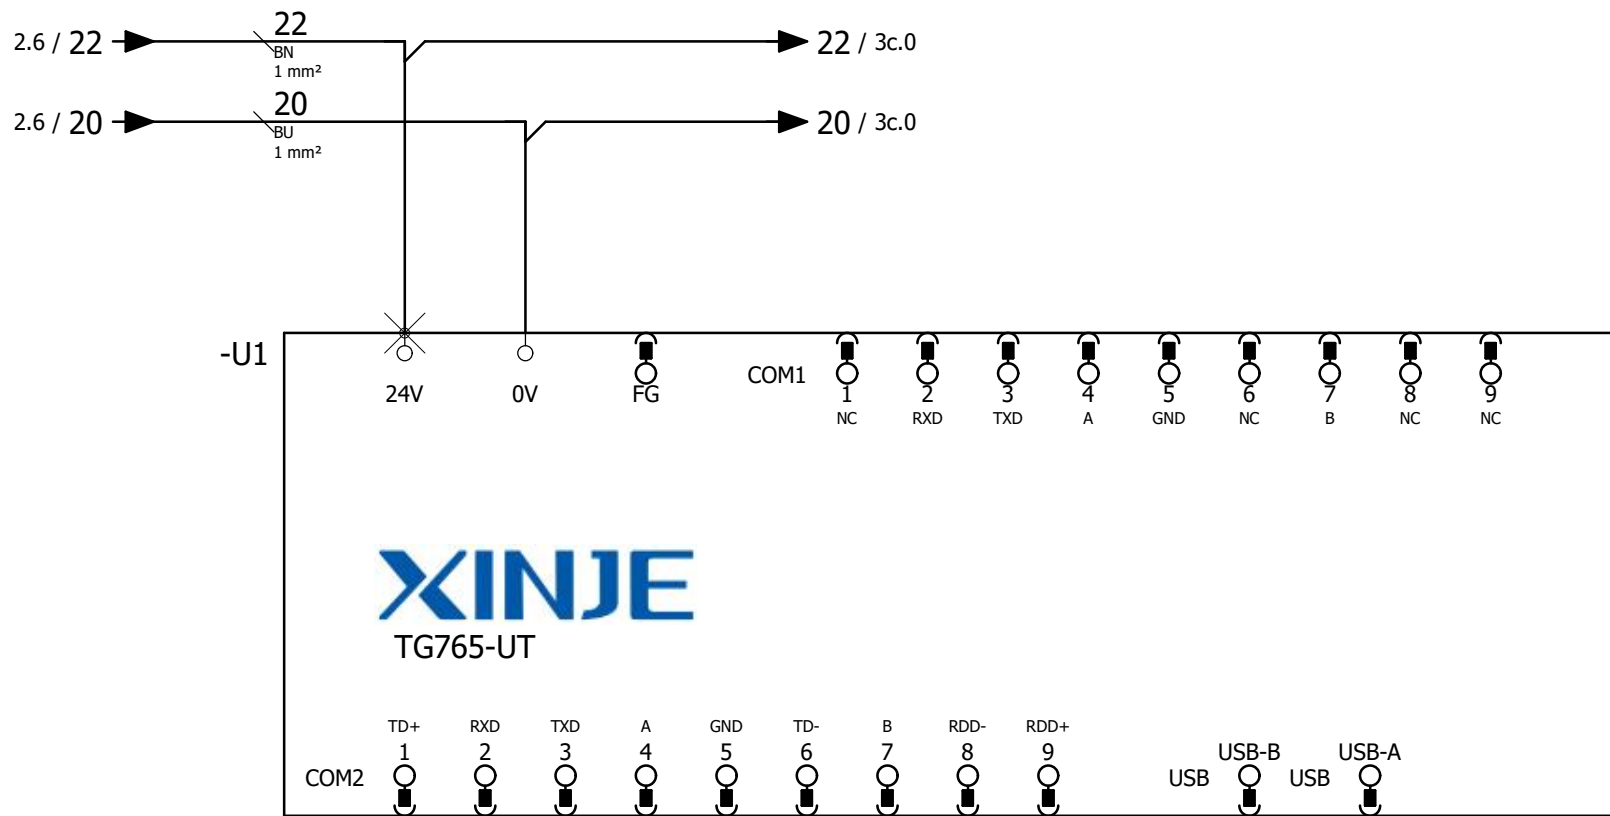 2.6 / 22
22
BN
1 mm²
22 / 3c.0
2.6 / 20
20
BU
1 mm²
20 / 3c.0
-U1
24V
0V
FG
COM1
1 2 3 4 5 6 7 8 9
NC RXD TXD A GND NC B NC NC
XINJE
TG765-UT
TD+ RXD TXD A GND TD- B RDD- RDD+
1 2 3 4 5 6 7 8 9
COM2
USB-B
USB
USB-A
USB